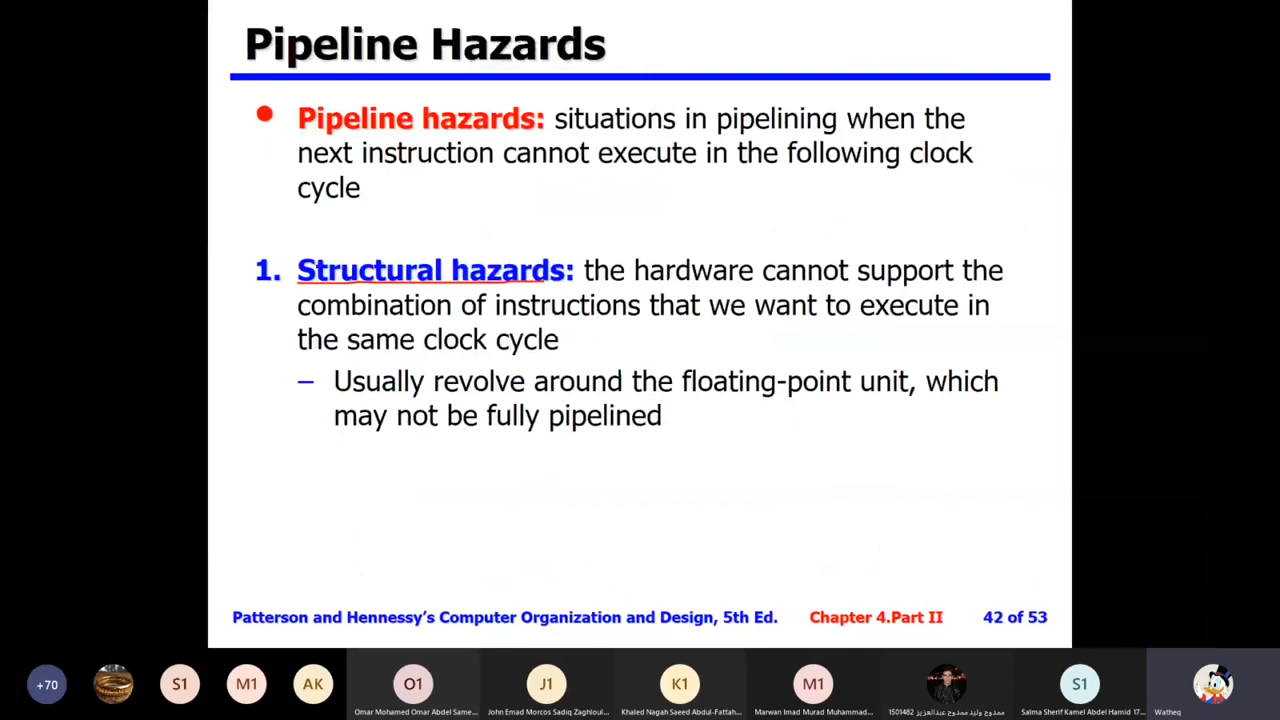 Pipeline Hazards
• Pipeline hazards: situations in pipelining when the
next instruction cannot execute in the following clock
cycle
1. Structural hazards: the hardware cannot support the
combination of instructions that we want to execute in
the same clock cycle
– Usually revolve around the floating-point unit, which
may not be fully pipelined
Patterson and Hennessy's Computer Organization and Design, 5th Ed. Chapter 4.Part II 42 of 53
+70 S1 M1 AK O1 J1 K1 M1 S1
Omar Mohamed Omar Abdel Same... John Emad Morcos Sadiq Zaghloul... Khaled Nagah Saeed Abdul-Fattah... Marwan Imad Murad Muhammad... ممدوح وليد ممدوح عبدالعزيز 1501482 Salma Sherif Kamel Abdel Hamid 17... Watheq